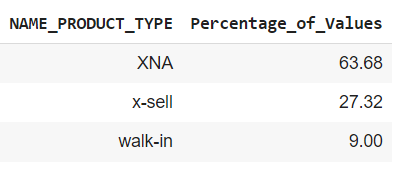 NAME_PRODUCT_TYPE Percentage_of_Values
XNA 63.68
x-sell 27.32
walk-in 9.00